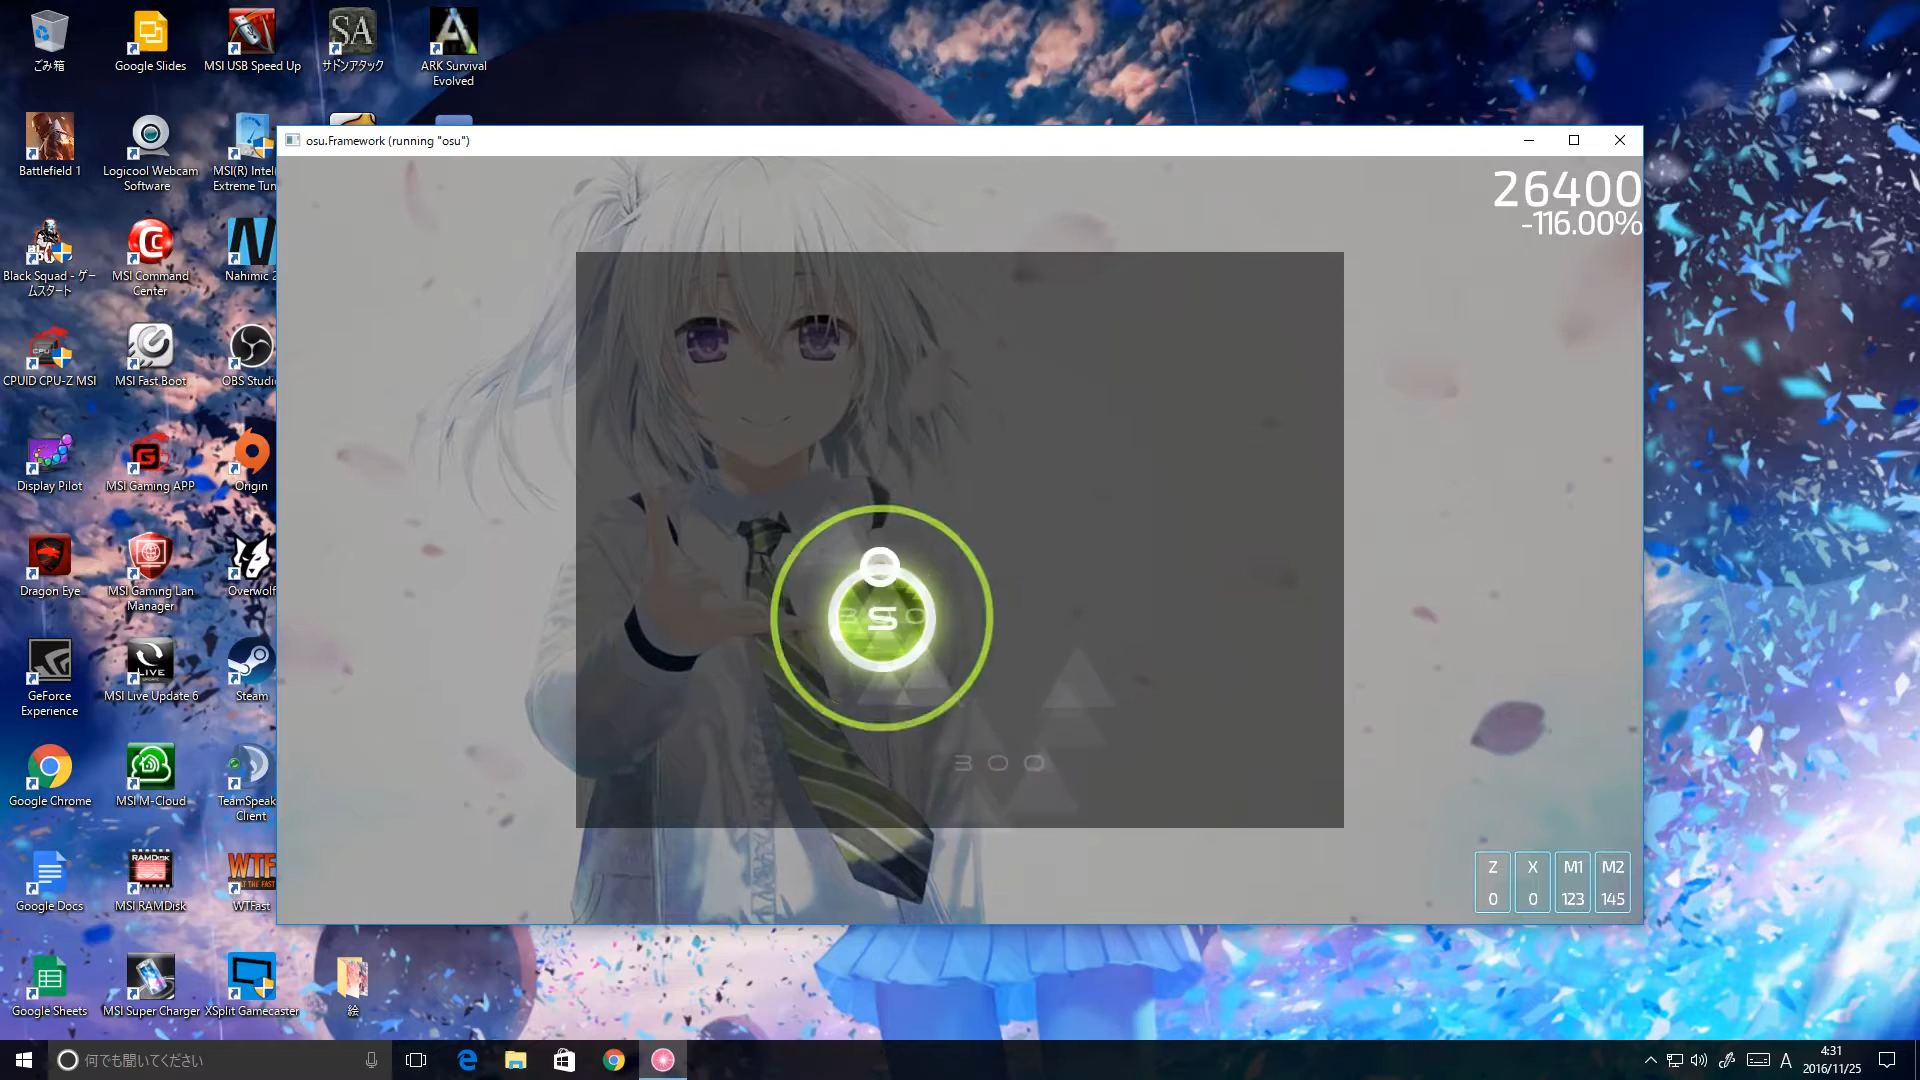 ごみ箱
Google Slides
MSI USB Speed Up
SA
サドンアタック
ARK Survival
Evolved
Battlefield 1
Logicool Webcam
Software
MSI(R) Intel
Extreme Tun
osu.Framework (running "osu")
26400
-116.00%
Black Squad - ゲー
ムスタート
MSI Command
Center
Nahimic 2
CPUID CPU-Z MSI
MSI Fast Boot
OBS Studi
Display Pilot
MSI Gaming APP
Origin
Dragon Eye
MSI Gaming Lan
Manager
Overwolf
S
GeForce
Experience
LIVE
MSI Live Update 6
Steam
300
Google Chrome
MSI M-Cloud
TeamSpeak
Client
RAMDisk
WTF
Google Docs
MSI RAMDisk
WTFast
Z
X
M1
M2
0
0
123
145
Google Sheets
MSI Super Charger
XSplit Gamecaster
絵
何でも聞いてください
A
4:31
2016/11/25